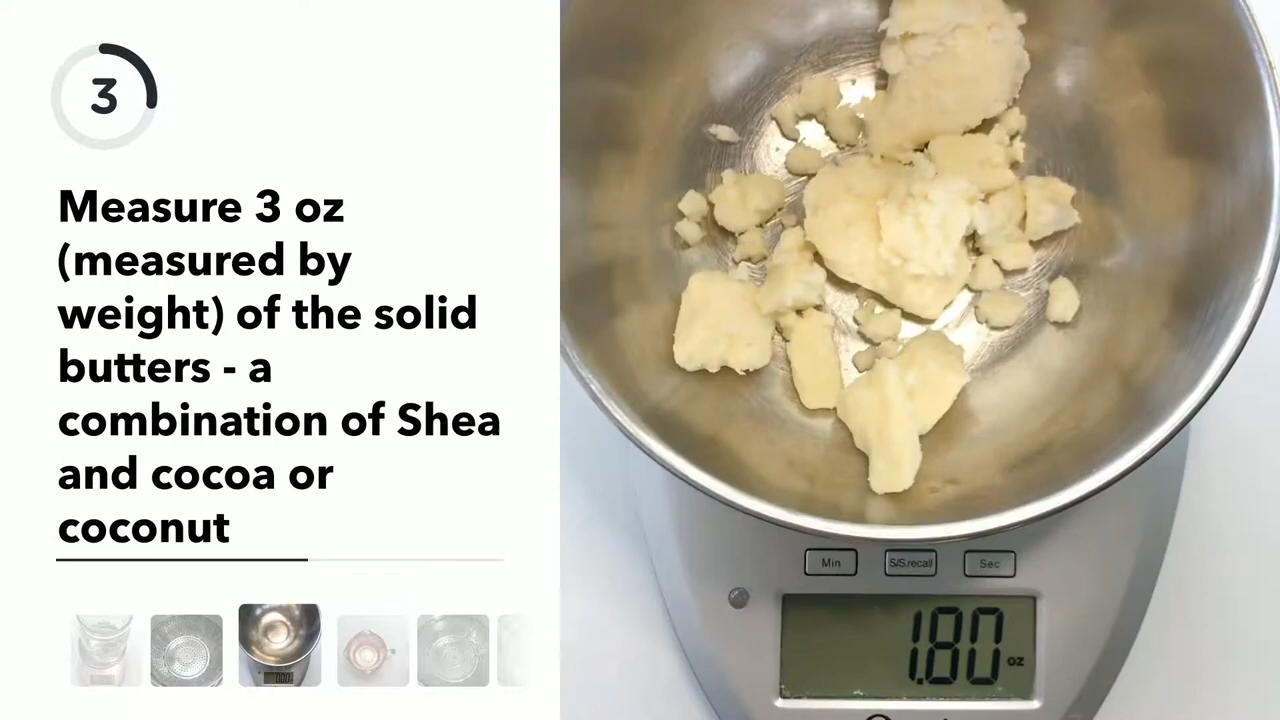 3
Measure 3 oz
(measured by
weight) of the solid
butters - a
combination of Shea
and cocoa or
coconut
Min
S/S.recall
Sec
1.80 oz